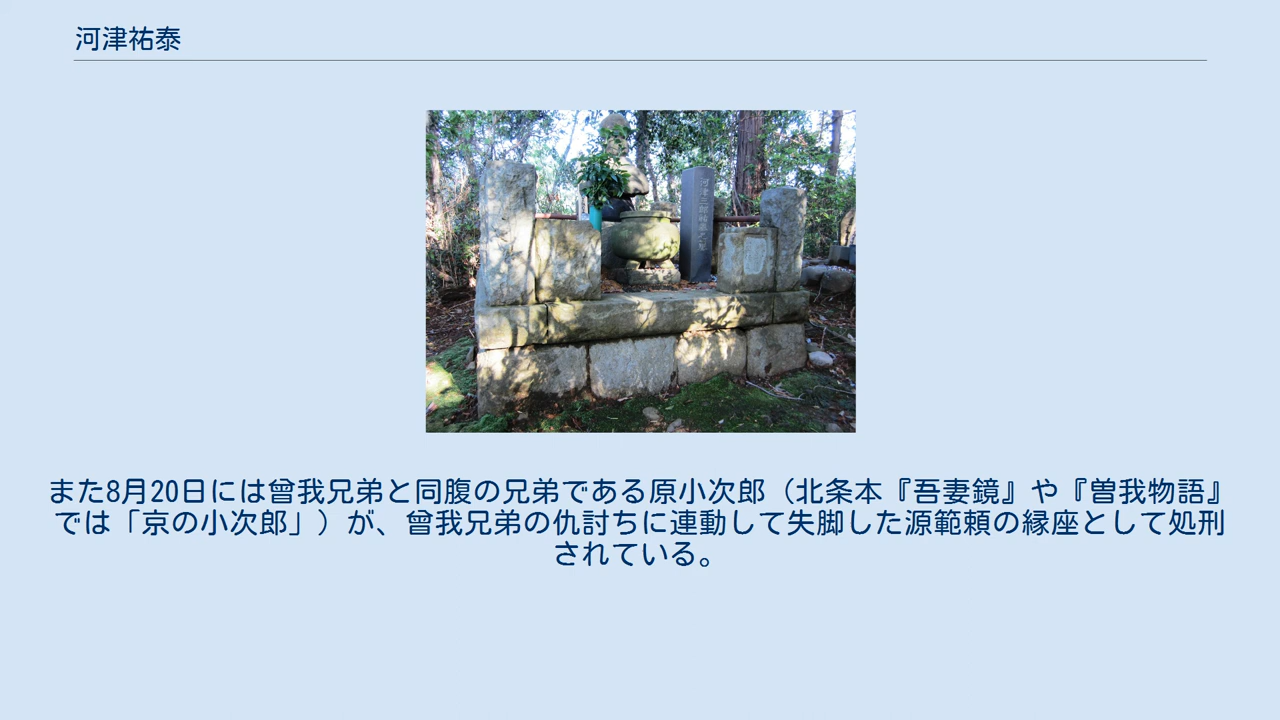 河津祐泰
河津三郎
また8月20日には曾我兄弟と同腹の兄弟である原小次郎（北条本『吾妻鏡』や『曽我物語』
では「京の小次郎」）が、曾我兄弟の仇討ちに連動して失脚した源範頼の縁座として処刑
されている。